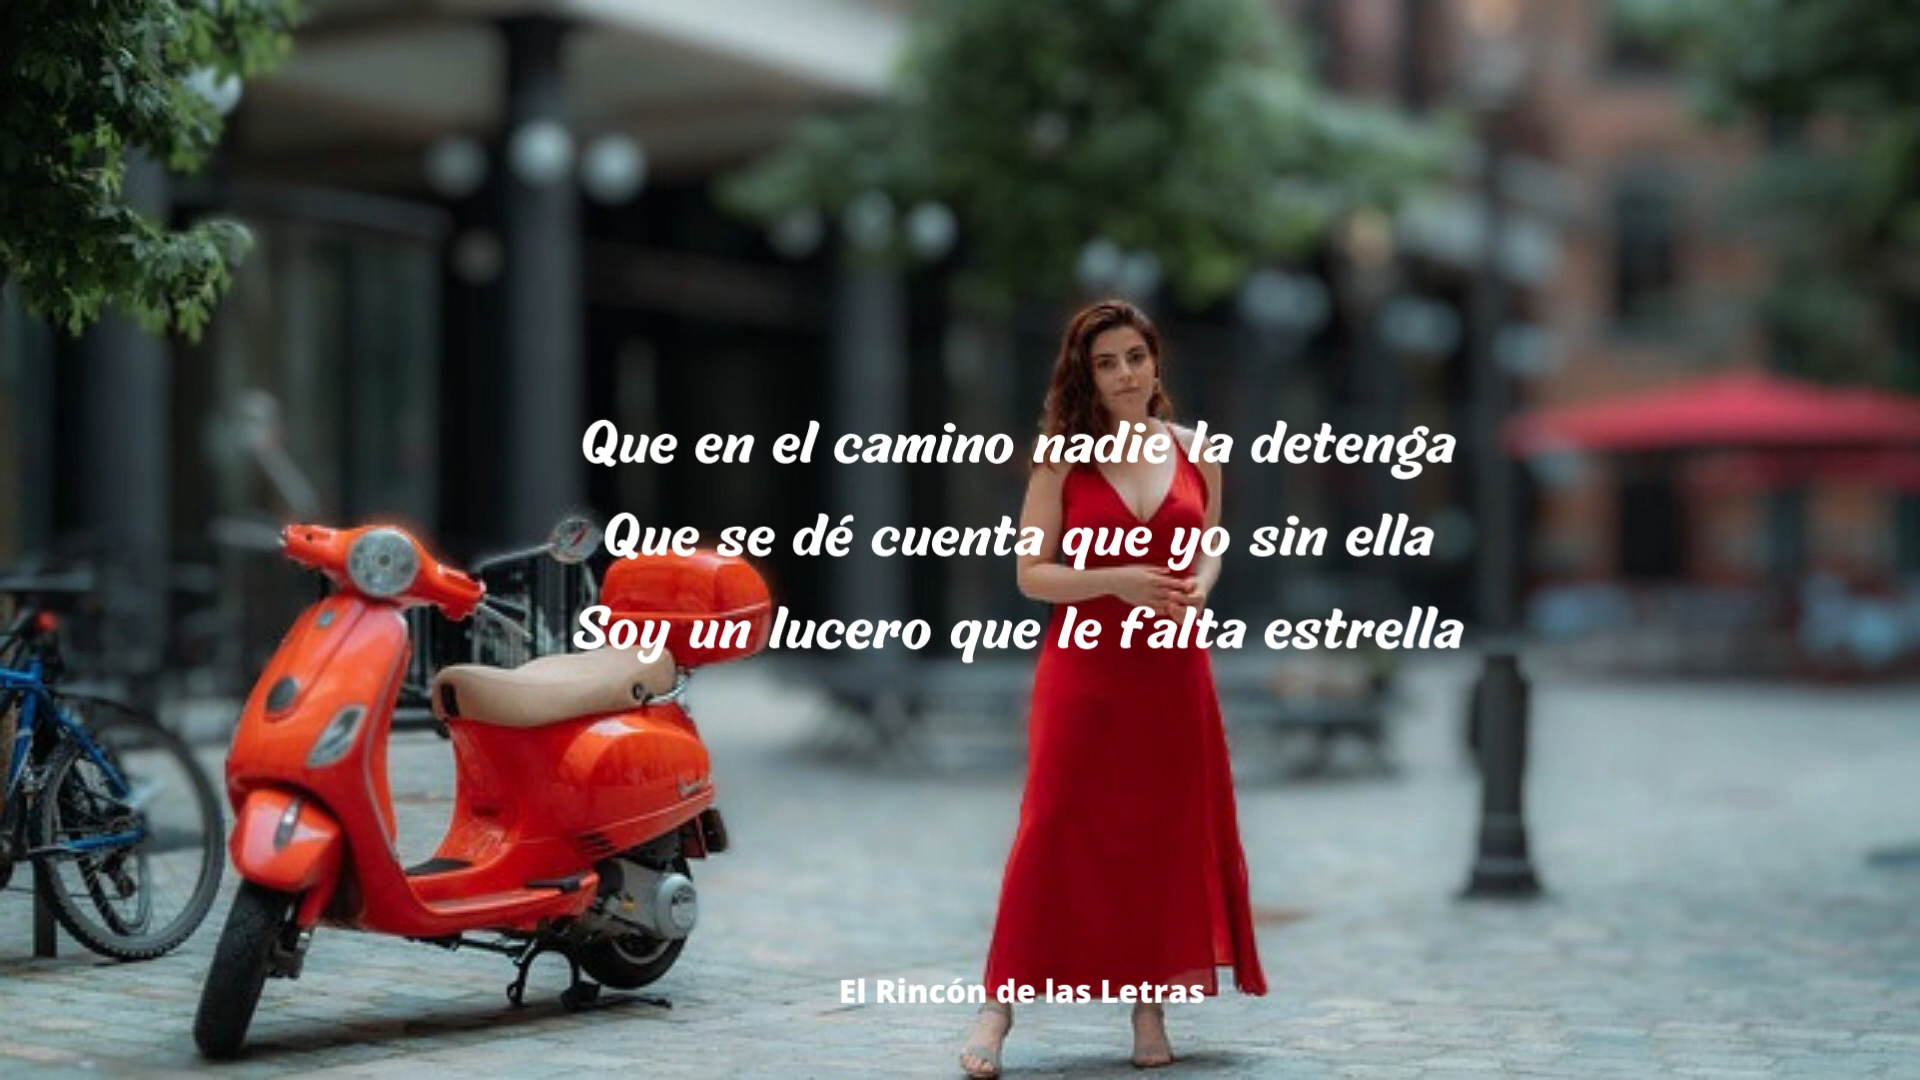 Que en el camino nadie la detenga
Que se dé cuenta que yo sin ella
Soy un lucero que le falta estrella
El Rincón de las Letras